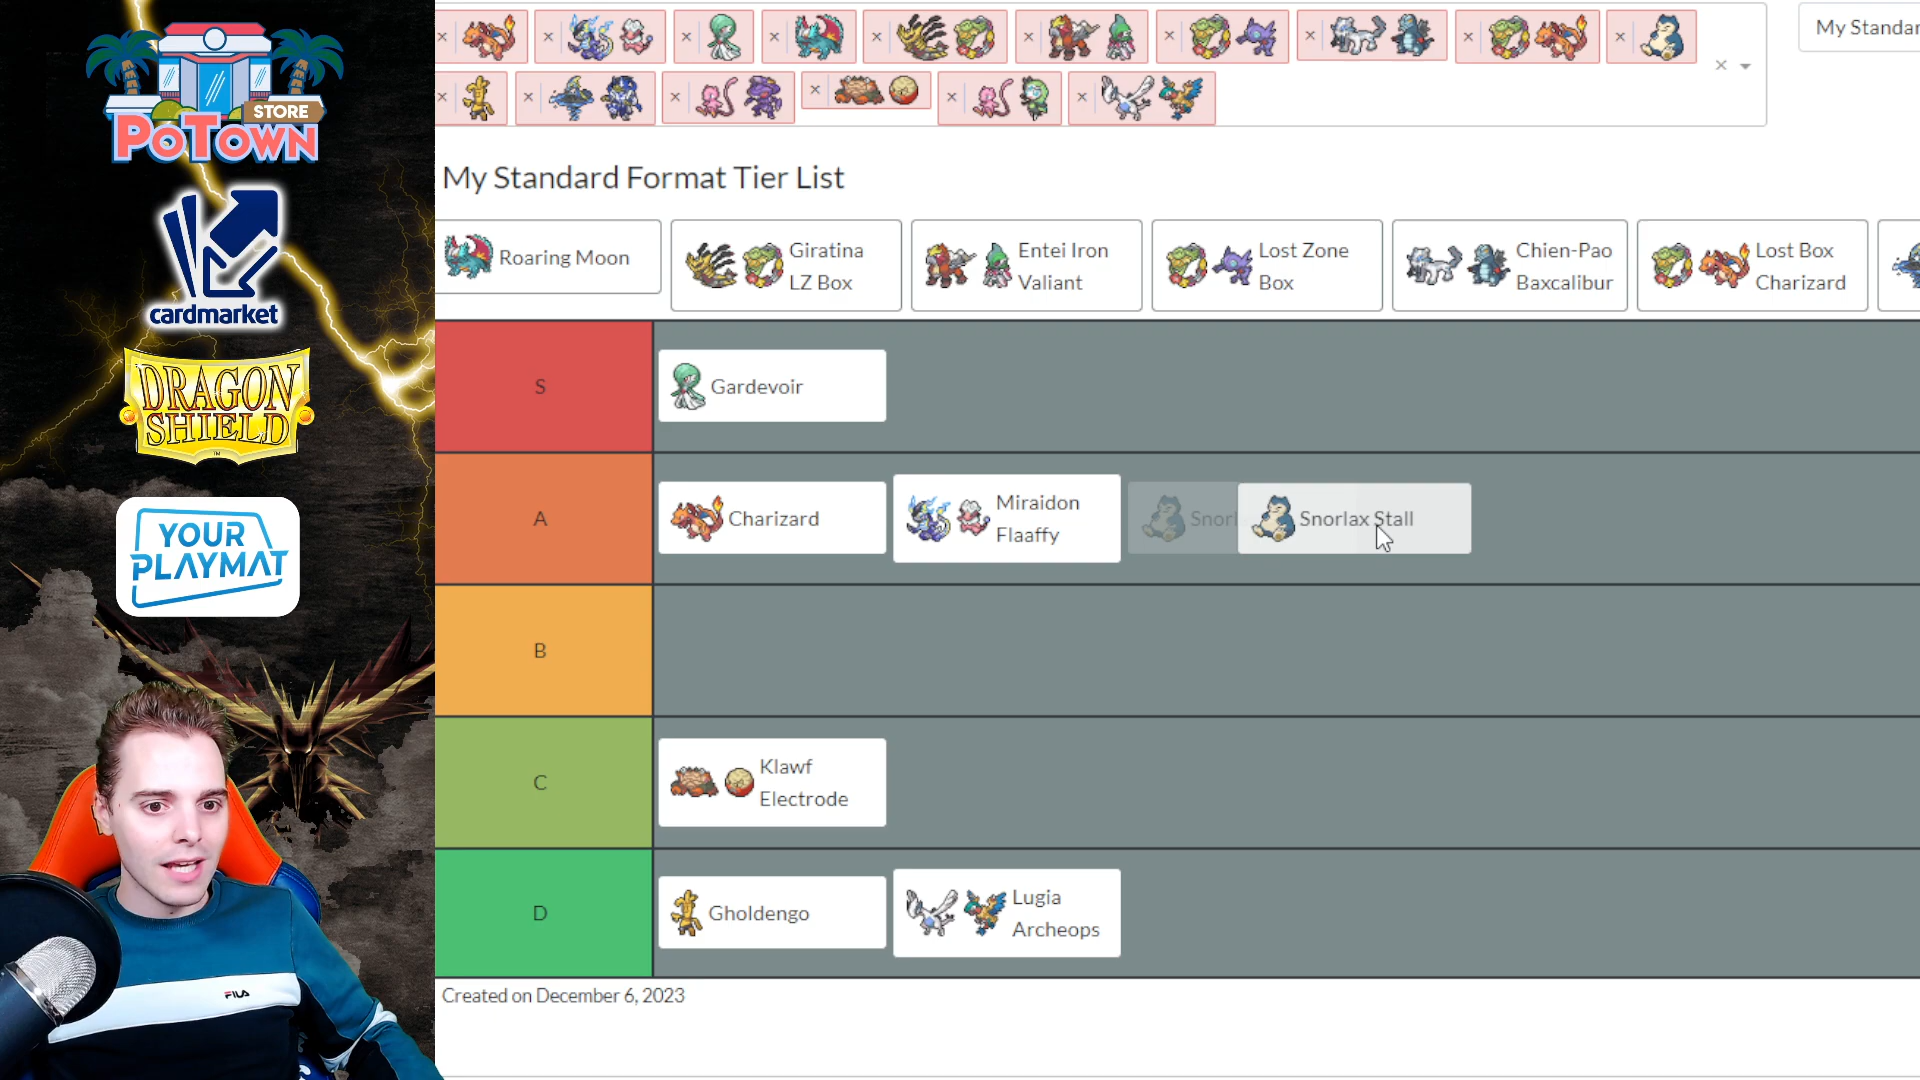 STORE
POTOWN
cardmarket
DRAGON
SHIELD
YOUR
PLAYMAT
FILA
My Standar
My Standard Format Tier List
Roaring Moon
Giratina
LZ Box
Entei Iron
Valiant
Lost Zone
Box
Chien-Pao
Baxcalibur
Lost Box
Charizard
S
Gardevoir
A
Charizard
Miraidon
Flaaffy
Snorl
Snorlax Stall
B
C
Klawf
Electrode
D
Gholdengo
Lugia
Archeops
Created on December 6, 2023